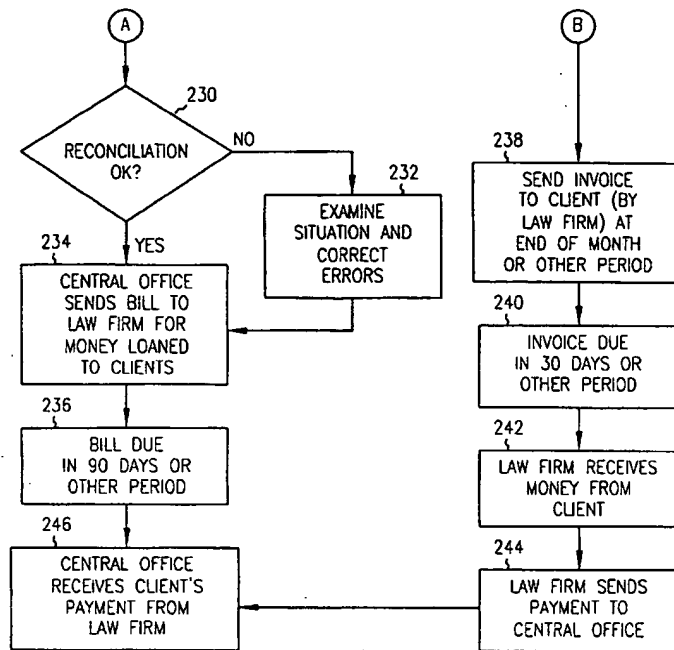 A
230
RECONCILIATION
OK?
NO
YES
232
EXAMINE
SITUATION AND
CORRECT
ERRORS
234
CENTRAL OFFICE
SENDS BILL TO
LAW FIRM FOR
MONEY LOANED
TO CLIENTS
236
BILL DUE
IN 90 DAYS OR
OTHER PERIOD
246
CENTRAL OFFICE
RECEIVES CLIENT'S
PAYMENT FROM
LAW FIRM
B
238
SEND INVOICE
TO CLIENT (BY
LAW FIRM) AT
END OF MONTH
OR OTHER PERIOD
240
INVOICE DUE
IN 30 DAYS OR
OTHER PERIOD
242
LAW FIRM RECEIVES
MONEY FROM
CLIENT
244
LAW FIRM SENDS
PAYMENT TO
CENTRAL OFFICE